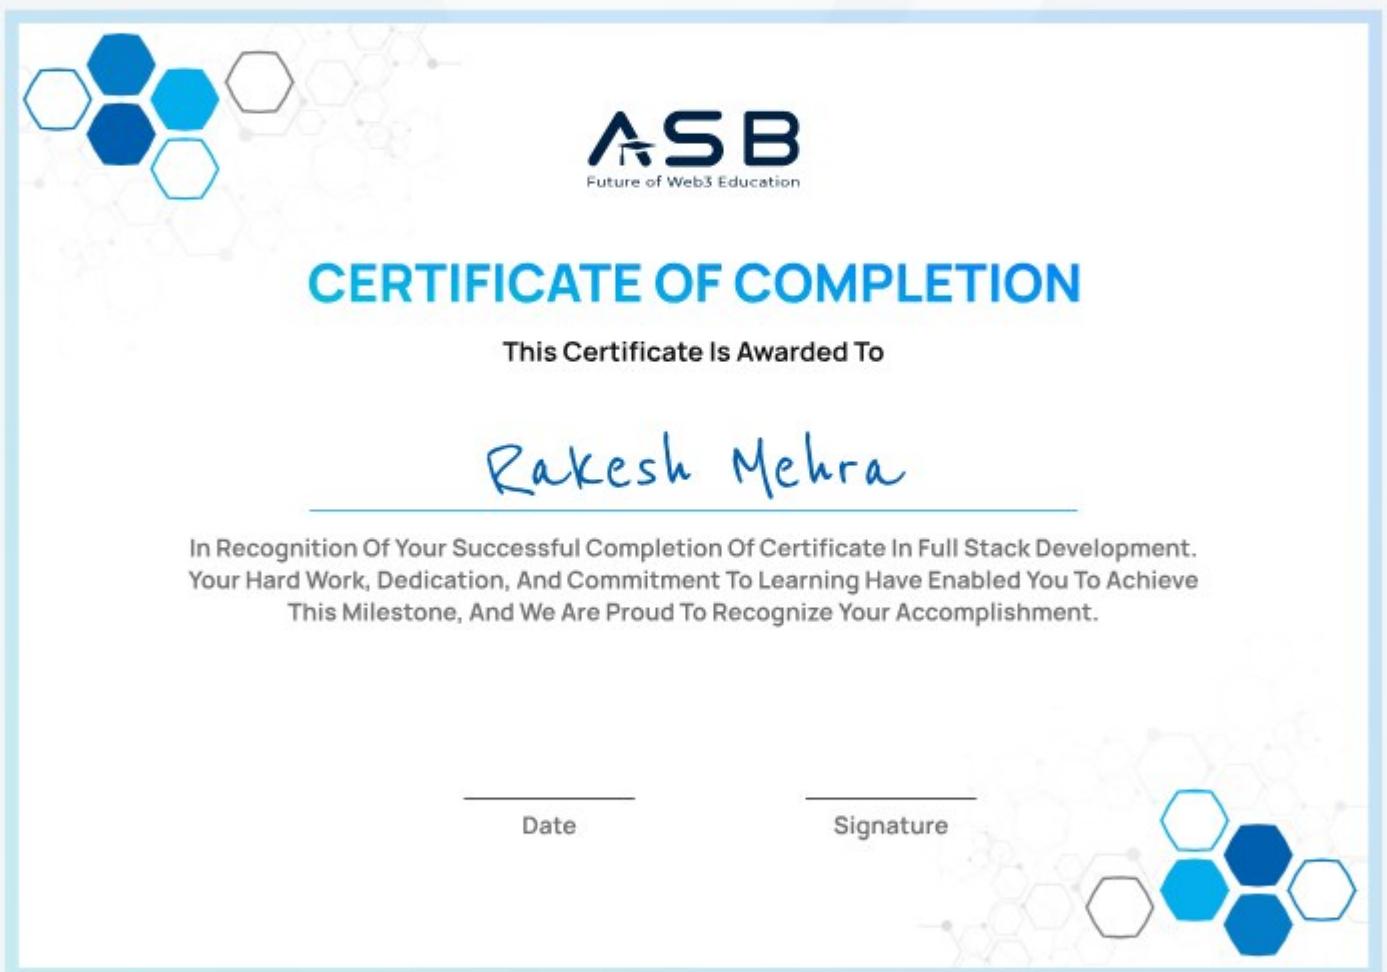 ASB
Future of Web3 Education
CERTIFICATE OF COMPLETION
This Certificate Is Awarded To
Rakesh Mehra
In Recognition Of Your Successful Completion Of Certificate In Full Stack Development.
Your Hard Work, Dedication, And Commitment To Learning Have Enabled You To Achieve
This Milestone, And We Are Proud To Recognize Your Accomplishment.
Date
Signature